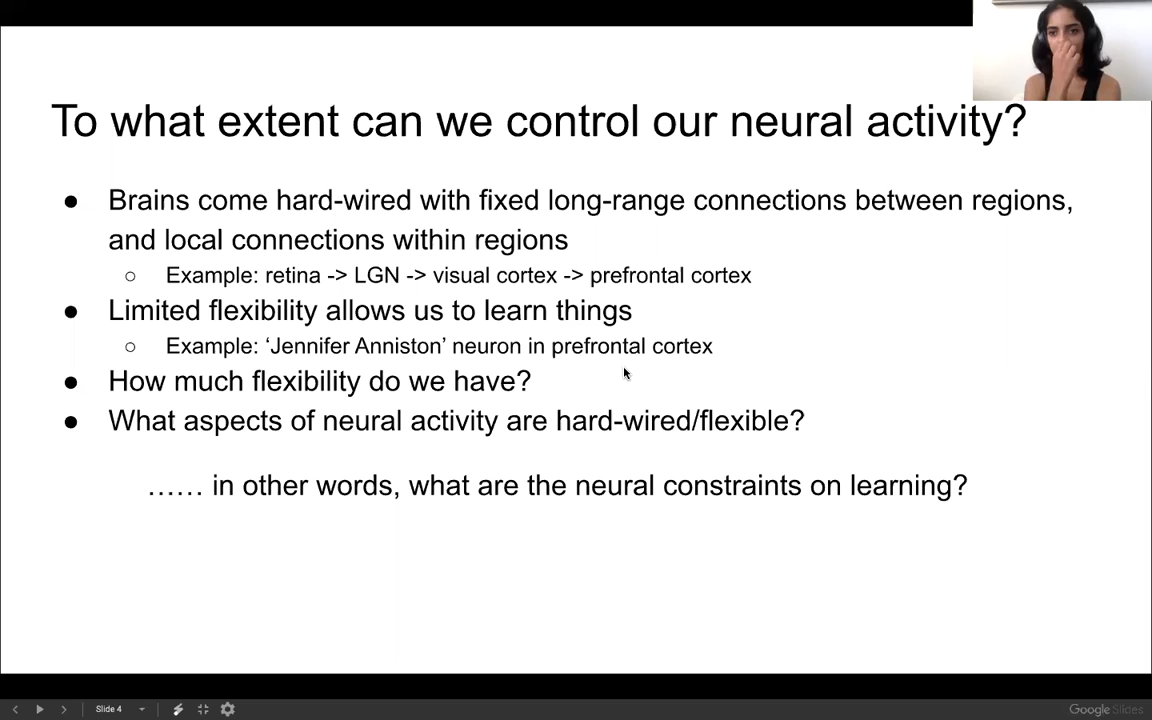 To what extent can we control our neural activity?
● Brains come hard-wired with fixed long-range connections between regions,
and local connections within regions
○ Example: retina -> LGN -> visual cortex -> prefrontal cortex
● Limited flexibility allows us to learn things
○ Example: ‘Jennifer Anniston’ neuron in prefrontal cortex
● How much flexibility do we have?
● What aspects of neural activity are hard-wired/flexible?
…… in other words, what are the neural constraints on learning?
Slide 4
Google Slides